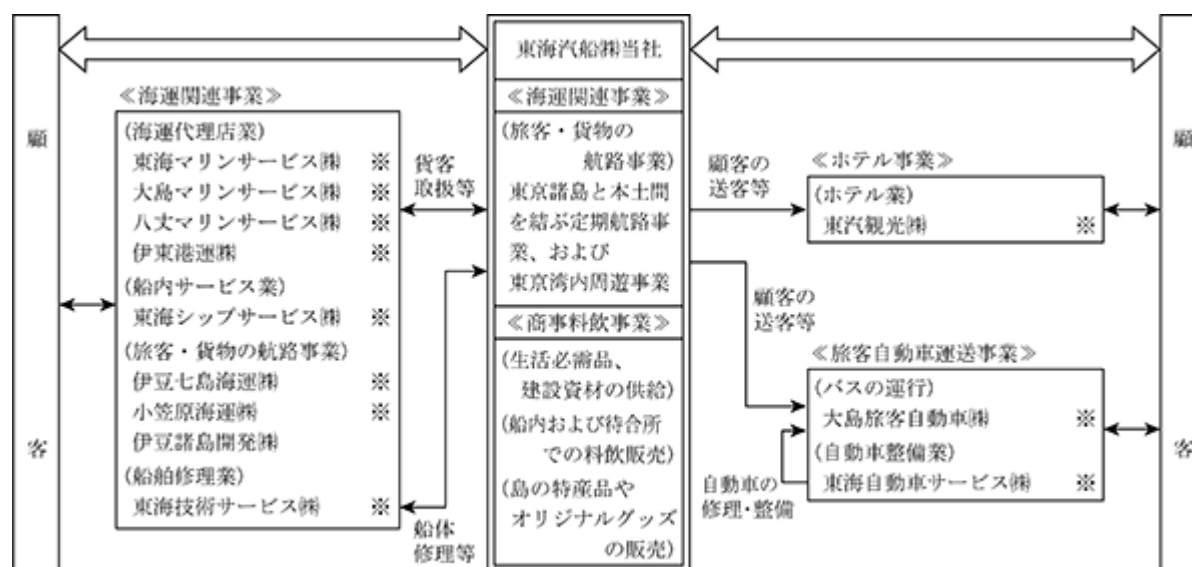 顧
客
≪海運関連事業≫
(海運代理店業)
東海マリンサービス㈱ ※
大島マリンサービス㈱ ※
八丈マリンサービス㈱ ※
伊東港運㈱ ※
(船内サービス業)
東海シップサービス㈱ ※
(旅客・貨物の航路事業)
伊豆七島海運㈱ ※
小笠原海運㈱ ※
伊豆諸島開発㈱
(船舶修理業)
東海技術サービス㈱ ※
貨客
取扱等
船体
修理等
東海汽船㈱当社
≪海運関連事業≫
(旅客・貨物の
航路事業)
東京諸島と本土間
を結ぶ定期航路事
業、および
東京湾内周遊事業
≪商事料飲事業≫
(生活必需品、
建設資材の供給)
(船内および待合所
での料飲販売)
(島の特産品や
オリジナルグッズ
の販売)
顧客の
送客等
顧客の
送客等
自動車の
修理・整備
≪ホテル事業≫
(ホテル業)
東汽観光㈱ ※
≪旅客自動車運送事業≫
(バスの運行)
大島旅客自動車㈱ ※
(自動車整備業)
東海自動車サービス㈱ ※
顧
客